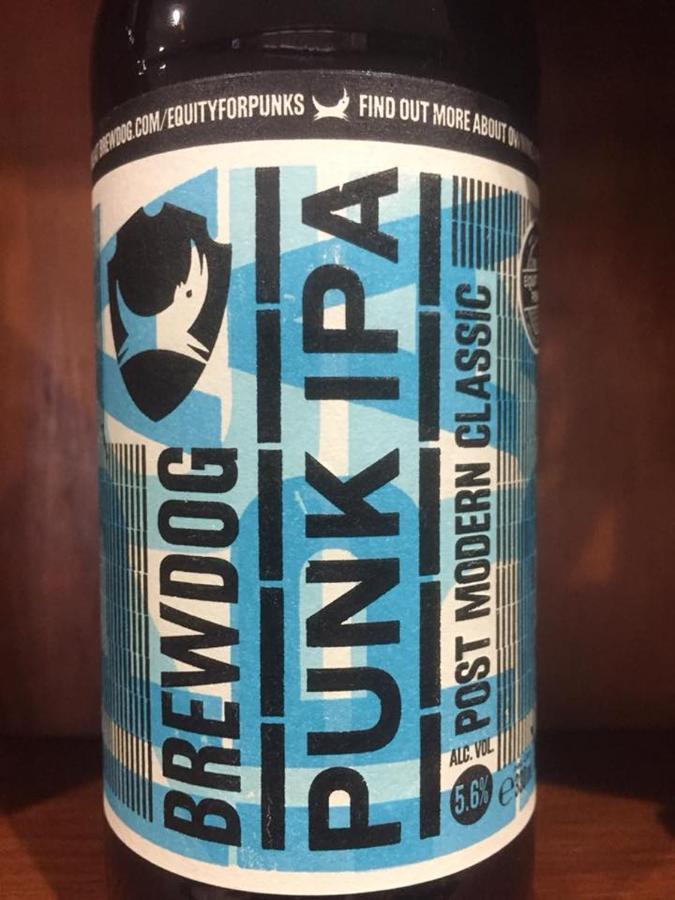 BREWDOG.COM/EQUITYFORPUNKS FIND OUT MORE ABOUT
BREWDOG
PUNK IPA
POST MODERN CLASSIC
ALC. VOL.
5.6% e